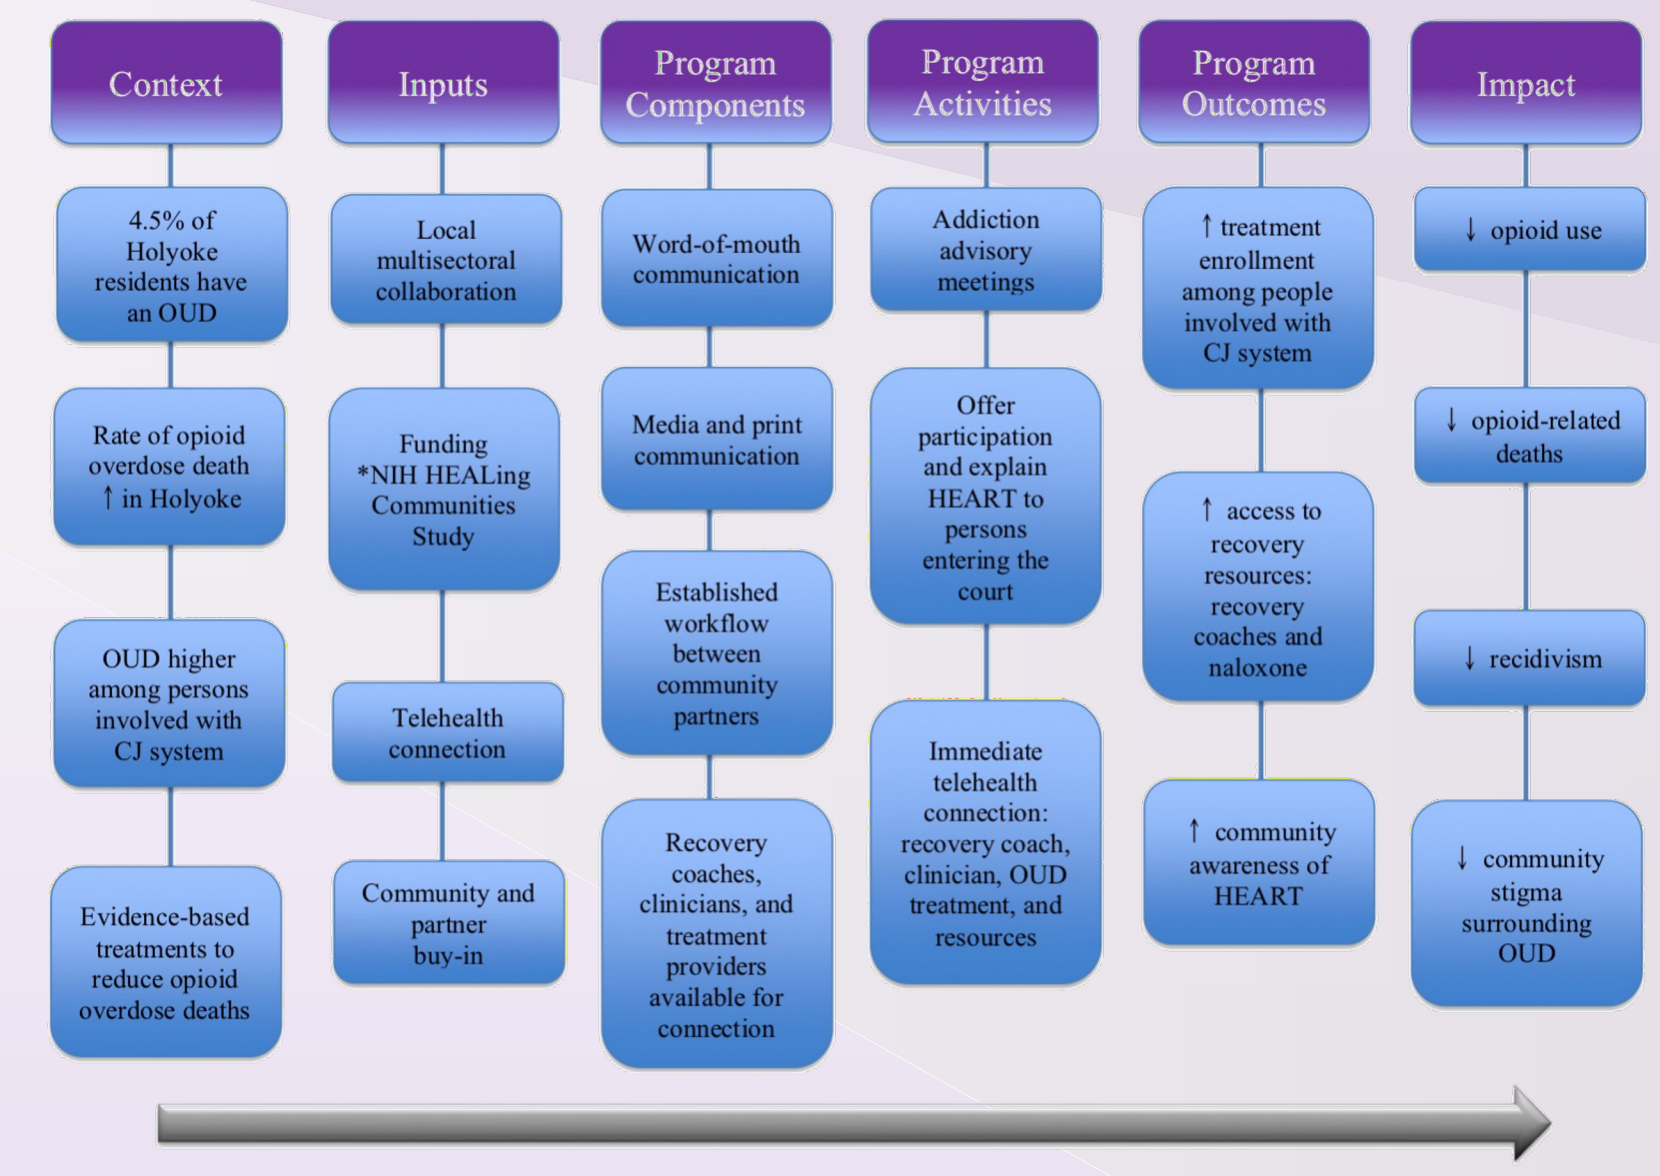 Context
4.5% of
Holyoke
residents have
an OUD
Rate of opioid
overdose death
↑ in Holyoke
OUD higher
among persons
involved with
CJ system
Evidence-based
treatments to
reduce opioid
overdose deaths
Inputs
Local
multisectoral
collaboration
Funding
*NIH HEALing
Communities
Study
Telehealth
connection
Community and
partner
buy-in
Program
Components
Word-of-mouth
communication
Media and print
communication
Established
workflow
between
community
partners
Recovery
coaches,
clinicians, and
treatment
providers
available for
connection
Program
Activities
Addiction
advisory
meetings
Offer
participation
and explain
HEART to
persons
entering the
court
Immediate
telehealth
connection:
recovery coach,
clinician, OUD
treatment, and
resources
Program
Outcomes
↑ treatment
enrollment
among people
involved with
CJ system
↑ access to
recovery
resources:
recovery
coaches and
naloxone
↑ community
awareness of
HEART
Impact
↓ opioid use
↓ opioid-related
deaths
↓ recidivism
↓ community
stigma
surrounding
OUD